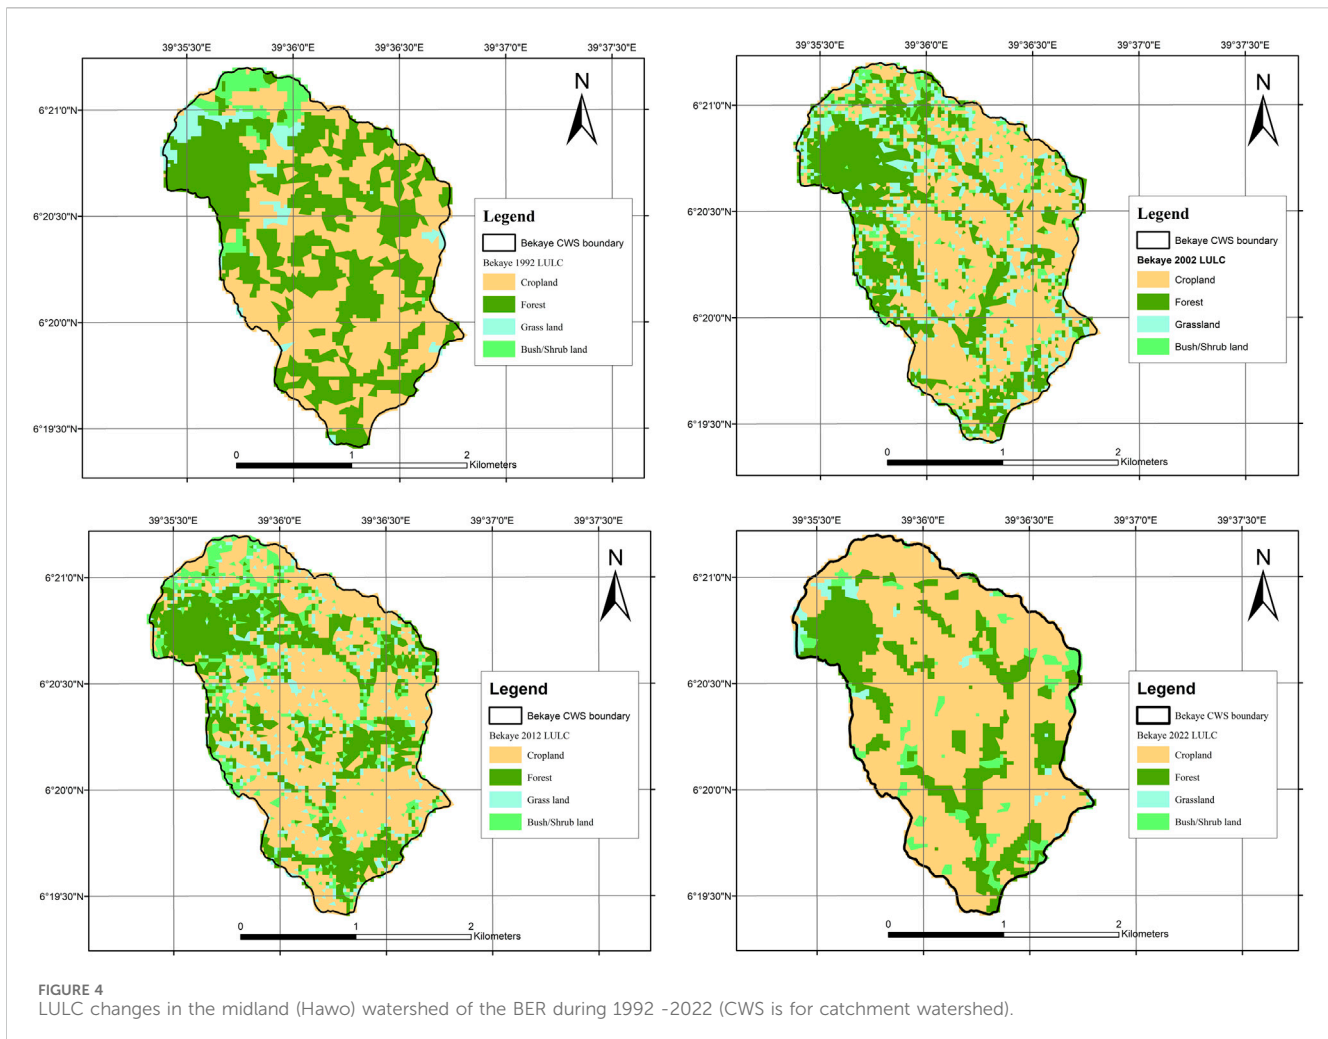 39°35'30"E 39°36'0"E 39°36'30"E 39°37'0"E 39°37'30"E
6°21'0"N
6°20'30"N
6°20'0"N
6°19'30"N
N
Legend
Bekaye CWS boundary
Bekaye 1992 LULC
Cropland
Forest
Grass land
Bush/Shrub land
0 1 2
Kilometers
39°35'30"E 39°36'0"E 39°36'30"E 39°37'0"E 39°37'30"E
6°21'0"N
6°20'30"N
6°20'0"N
6°19'30"N
N
Legend
Bekaye CWS boundary
Bekaye 2002 LULC
Cropland
Forest
Grassland
Bush/Shrub land
0 1 2
Kilometers
39°35'30"E 39°36'0"E 39°36'30"E 39°37'0"E 39°37'30"E
6°21'0"N
6°20'30"N
6°20'0"N
6°19'30"N
N
Legend
Bekaye CWS boundary
Bekaye 2012 LULC
Cropland
Forest
Grass land
Bush/Shrub land
0 1 2
Kilometers
39°35'30"E 39°36'0"E 39°36'30"E 39°37'0"E 39°37'30"E
6°21'0"N
6°20'30"N
6°20'0"N
6°19'30"N
N
Legend
Bekaye CWS boundary
Bekaye 2022 LULC
Cropland
Forest
Grassland
Bush/Shrub land
0 1 2
Kilometers
FIGURE 4
LULC changes in the midland (Hawo) watershed of the BER during 1992 -2022 (CWS is for catchment watershed).